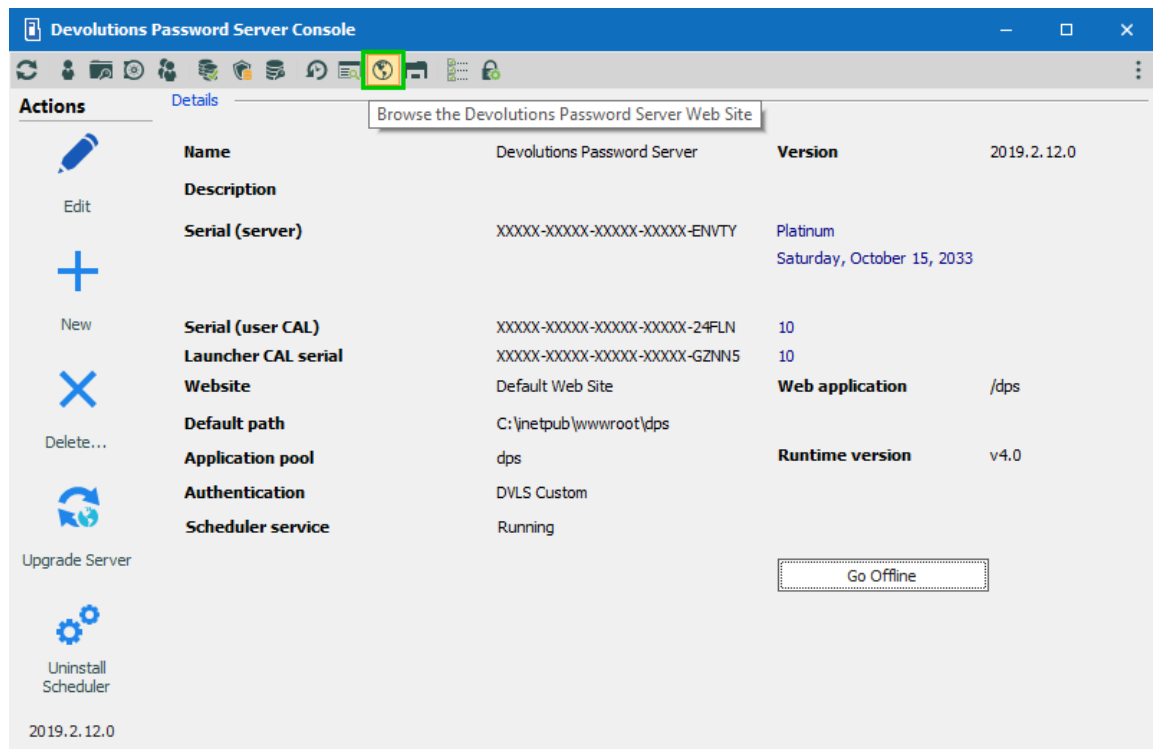 Devolutions Password Server Console
Actions
Details
Browse the Devolutions Password Server Web Site
Edit
New
Delete...
Upgrade Server
Uninstall
Scheduler
2019.2.12.0
Name Devolutions Password Server Version 2019.2.12.0
Description
Serial (server) XXXXX-XXXXX-XXXXX-XXXXX-ENVTY Platinum
Saturday, October 15, 2033
Serial (user CAL) XXXXX-XXXXX-XXXXX-XXXXX-24FLN 10
Launcher CAL serial XXXXX-XXXXX-XXXXX-XXXXX-GZNN5 10
Website Default Web Site Web application /dps
Default path C:\inetpub\wwwroot\dps
Application pool dps Runtime version v4.0
Authentication DVLS Custom
Scheduler service Running
Go Offline